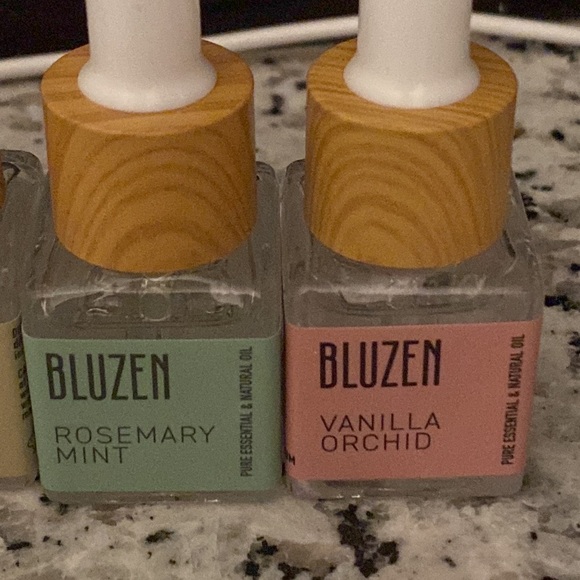 BLUZEN
ROSEMARY
MINT
PURE ESSENTIAL & NATURAL OIL
BLUZEN
VANILLA
ORCHID
PURE ESSENTIAL & NATURAL OIL